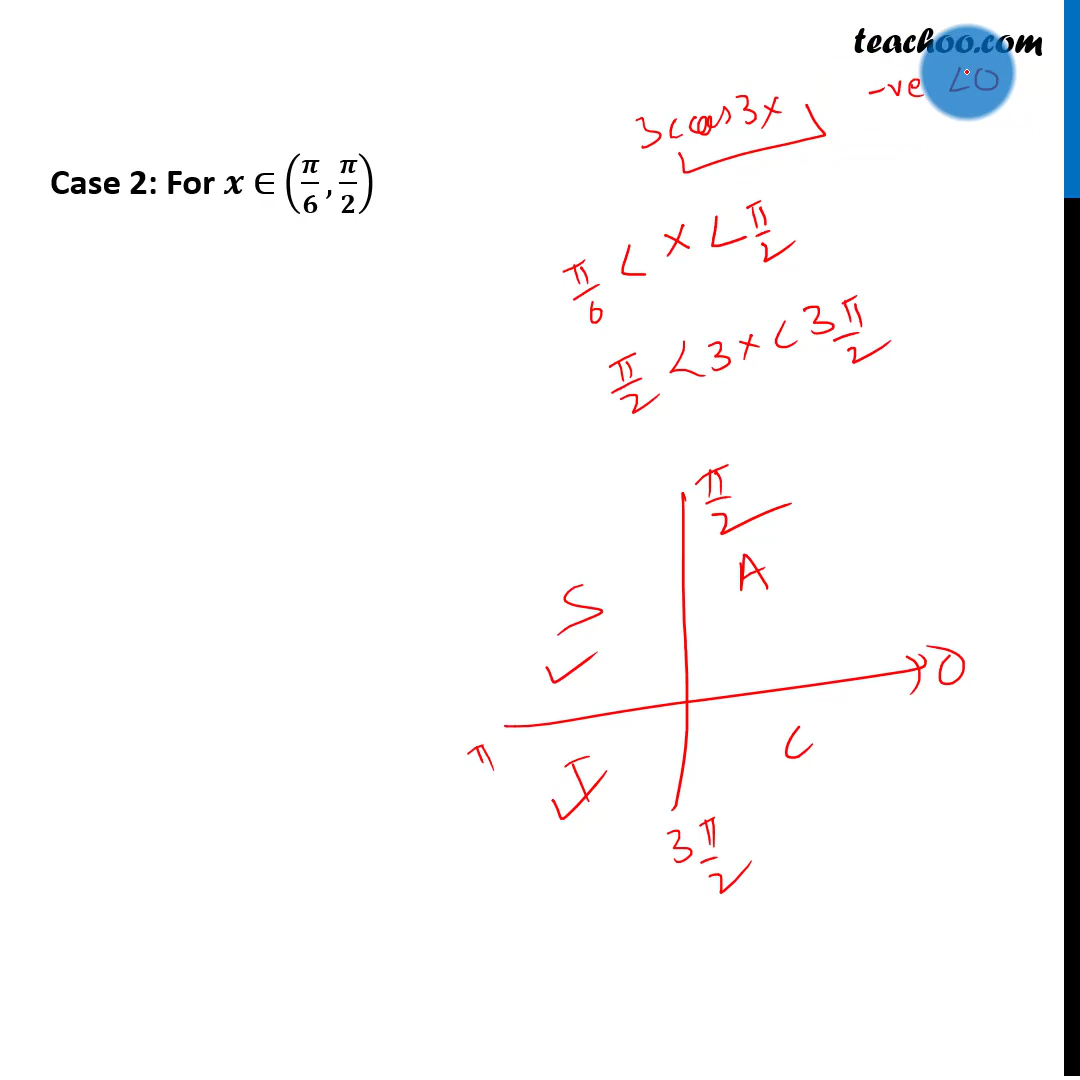 teachoo.com
-ve <0
3cos3x
Case 2: For 𝒙 ∈ (𝝅/𝟔, 𝝅/𝟐)
π/6 < x < π/2
π/2 < 3x < 3π/2
π/2
A
S
0
π
C
T
3π/2